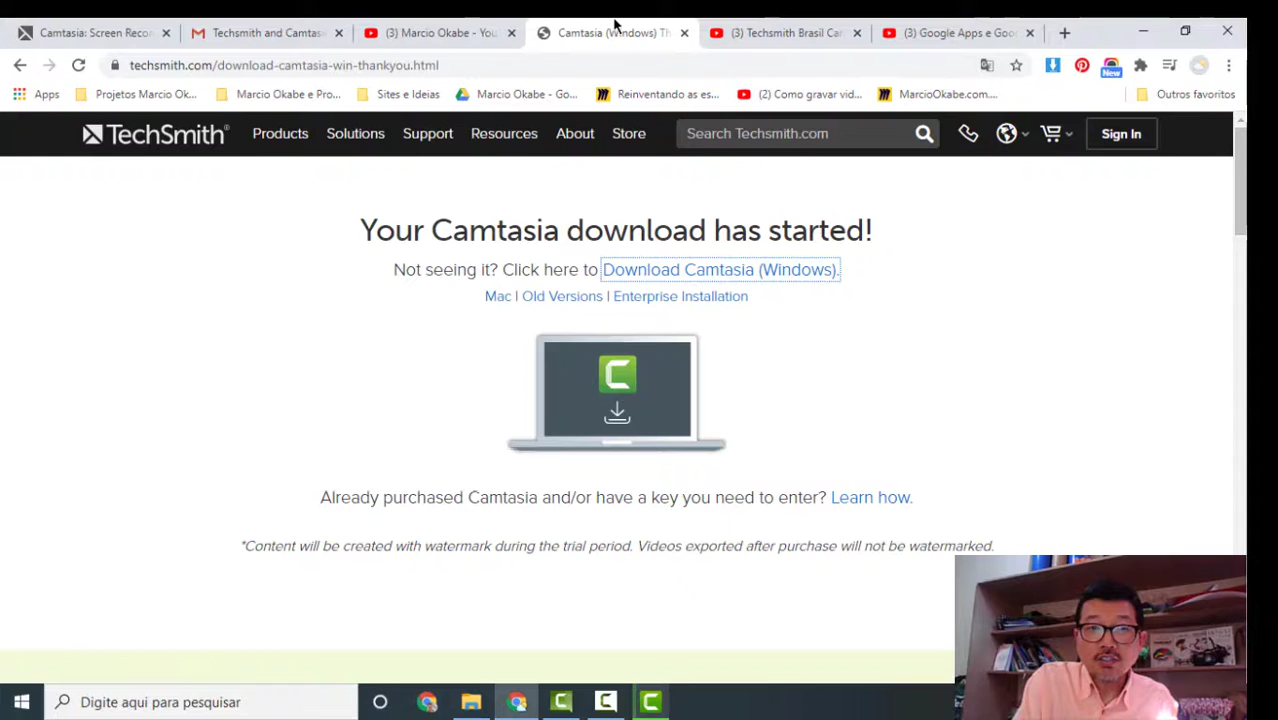 Camtasia: Screen Recor
Techsmith and Camtas
(3) Marcio Okabe - You
Camtasia (Windows) Th
(3) Techsmith Brasil Ca
(3) Google Apps e Goo
techsmith.com/download-camtasia-win-thankyou.html
New
Apps
Projetos Marcio Ok...
Marcio Okabe e Pro...
Sites e Ideias
Marcio Okabe - Go...
Reinventando as es...
(2) Como gravar vid...
MarcioOkabe.com....
Outros favoritos
TechSmith®
Products
Solutions
Support
Resources
About
Store
Search Techsmith.com
Sign In
Your Camtasia download has started!
Not seeing it? Click here to Download Camtasia (Windows).
Mac | Old Versions | Enterprise Installation
Already purchased Camtasia and/or have a key you need to enter? Learn how.
*Content will be created with watermark during the trial period. Videos exported after purchase will not be watermarked.
Digite aqui para pesquisar